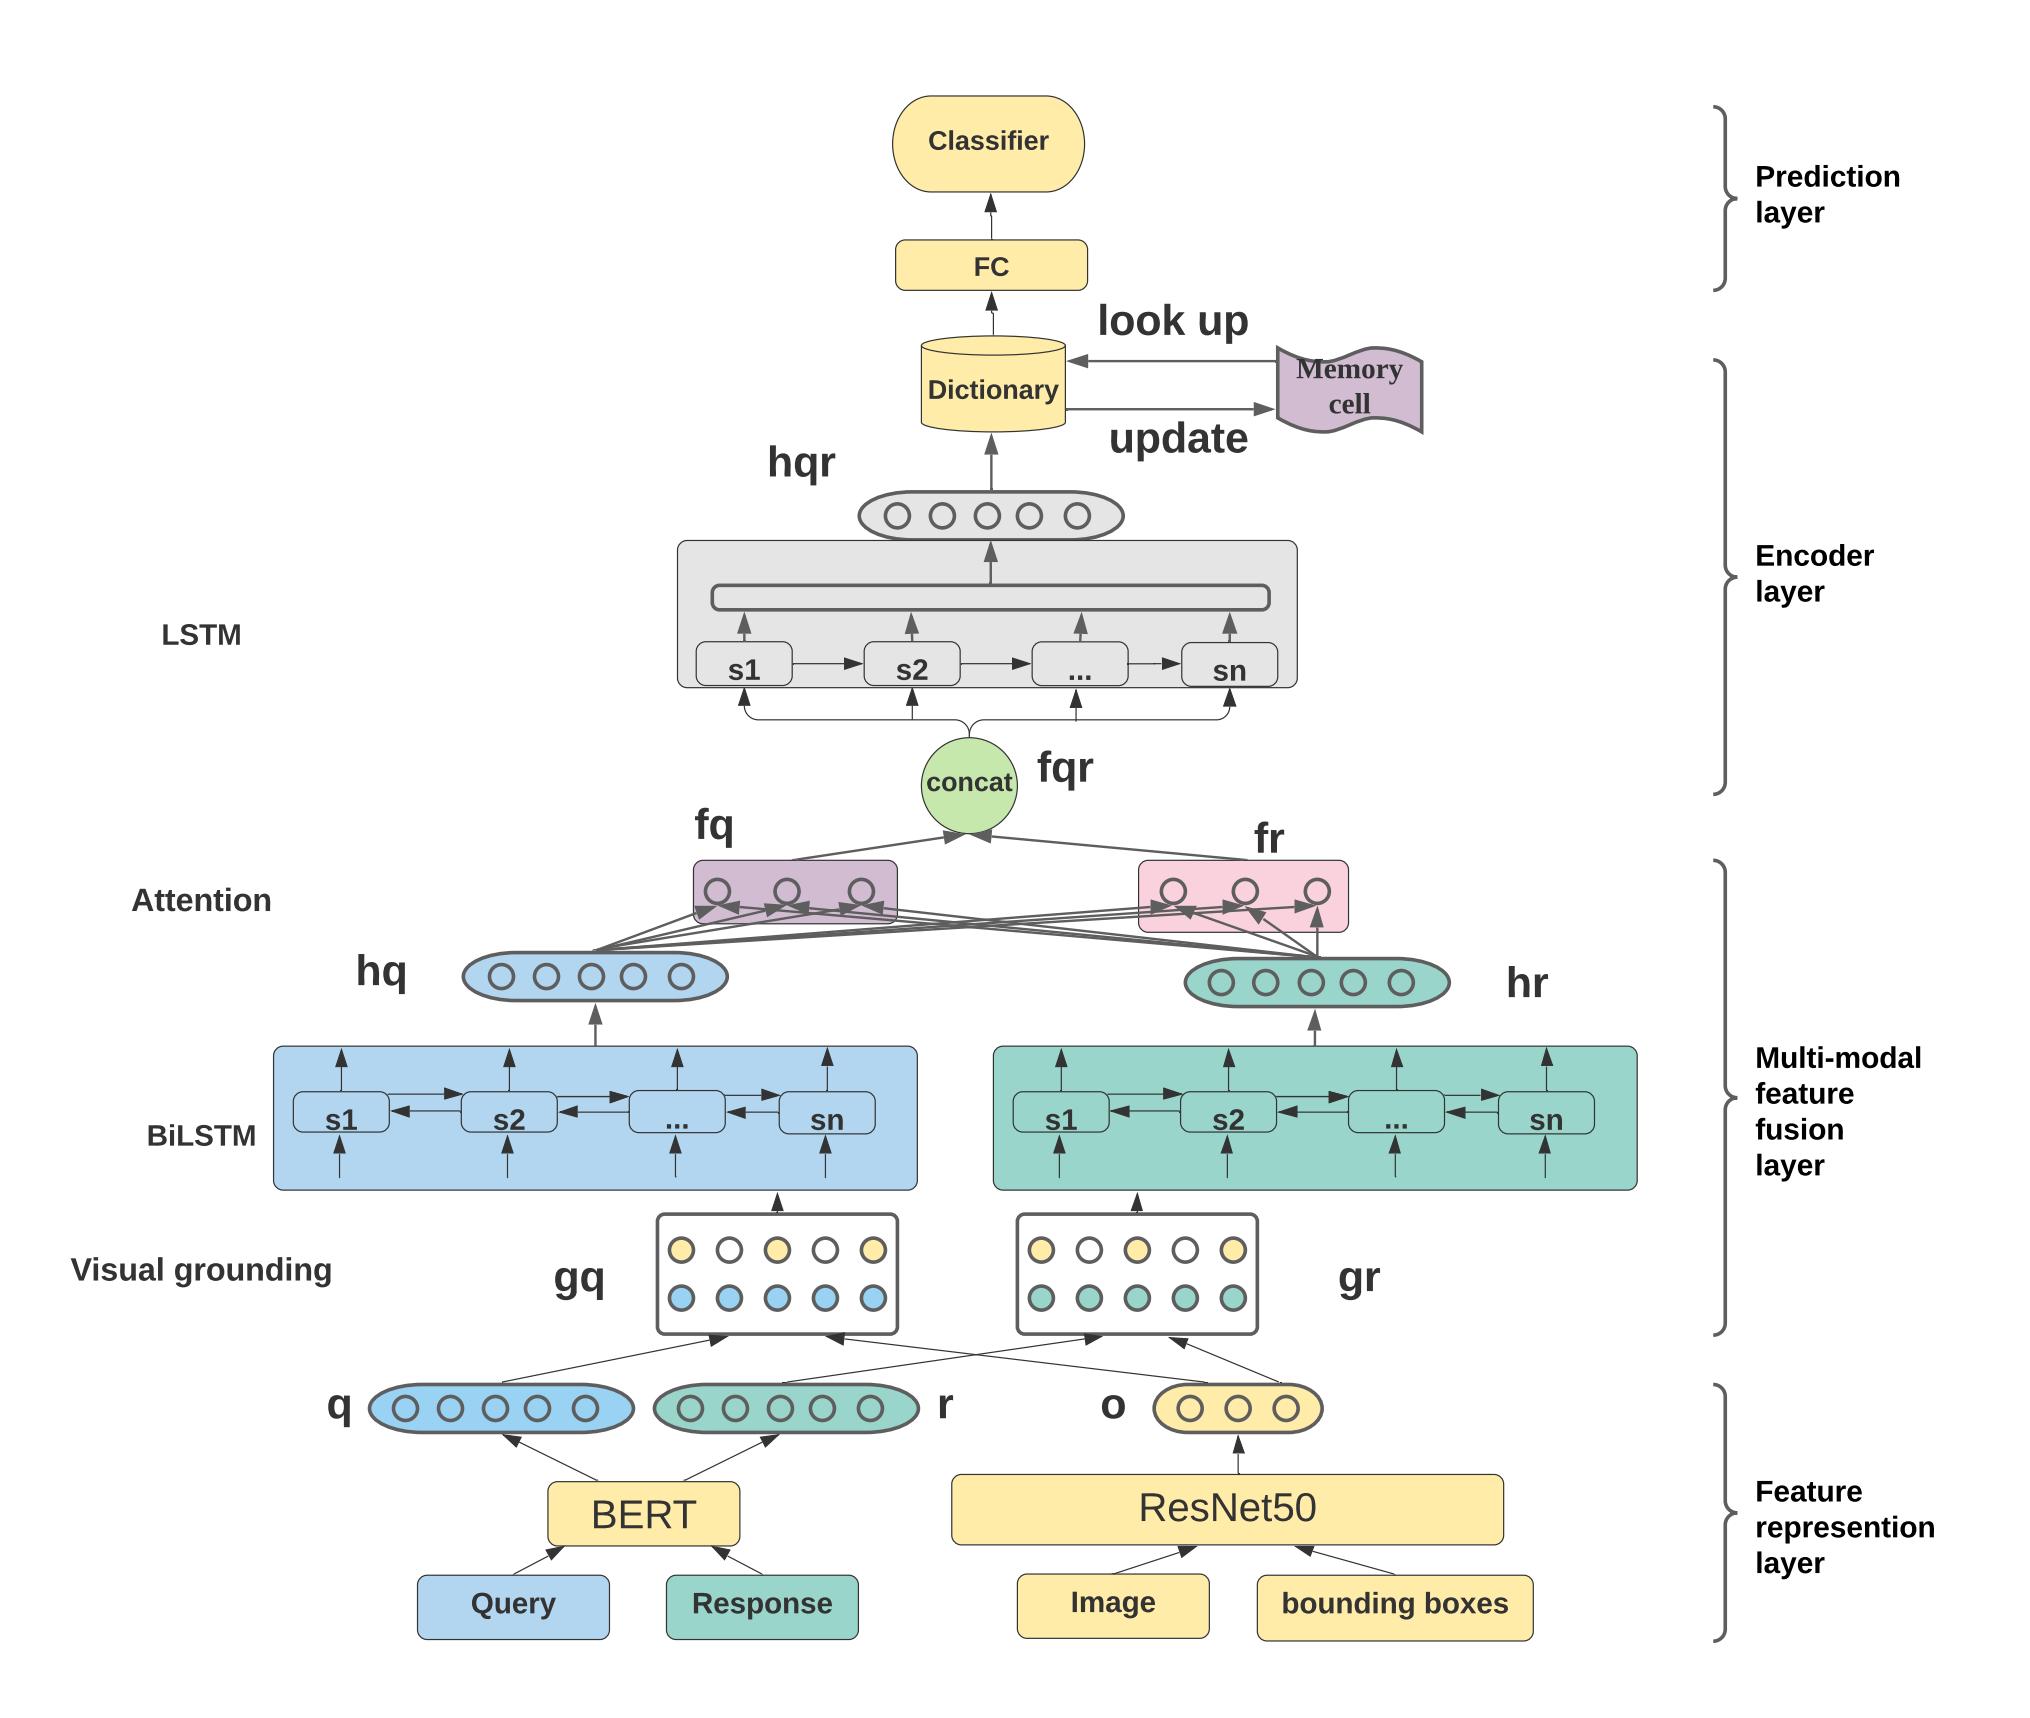 Classifier
Prediction
layer
FC
look up
Memory
cell
Dictionary
update
hqr
Encoder
layer
LSTM
s1
s2
...
sn
concat
fqr
fq
fr
Attention
hq
hr
Multi-modal
feature
fusion
layer
BiLSTM
s1
s2
...
sn
s1
s2
...
sn
Visual grounding
gq
gr
q
r
o
BERT
ResNet50
Feature
represention
layer
Query
Response
Image
bounding boxes